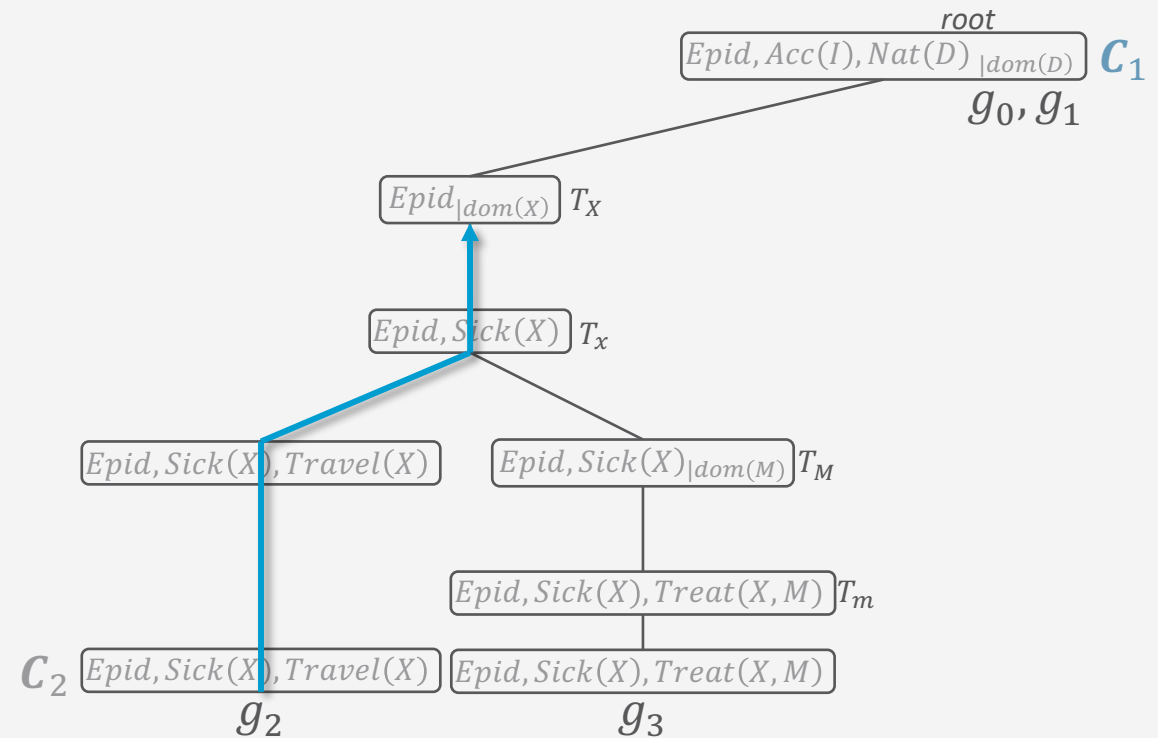 root
Epid, Acc(I), Nat(D) |dom(D) C1
g0, g1
Epid|dom(X) TX
Epid, Sick(X) Tx
Epid, Sick(X), Travel(X) Epid, Sick(X)|dom(M) TM
Epid, Sick(X), Treat(X, M) Tm
C2 Epid, Sick(X), Travel(X) Epid, Sick(X), Treat(X, M)
g2 g3